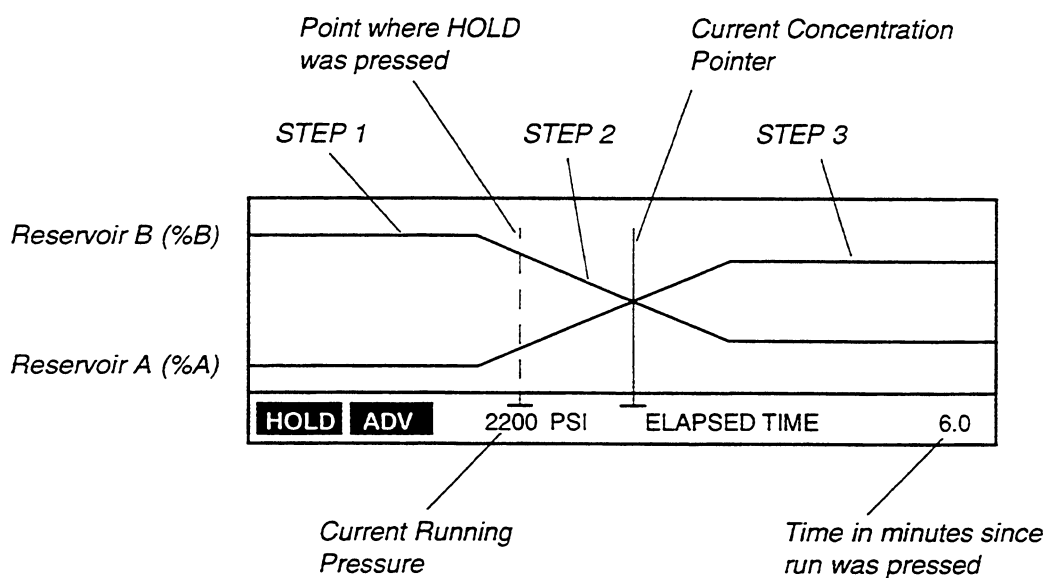 Point where HOLD
was pressed
Current Concentration
Pointer
STEP 1
STEP 2
STEP 3
Reservoir B (%B)
Reservoir A (%A)
HOLD ADV 2200 PSI ELAPSED TIME 6.0
Current Running
Pressure
Time in minutes since
run was pressed